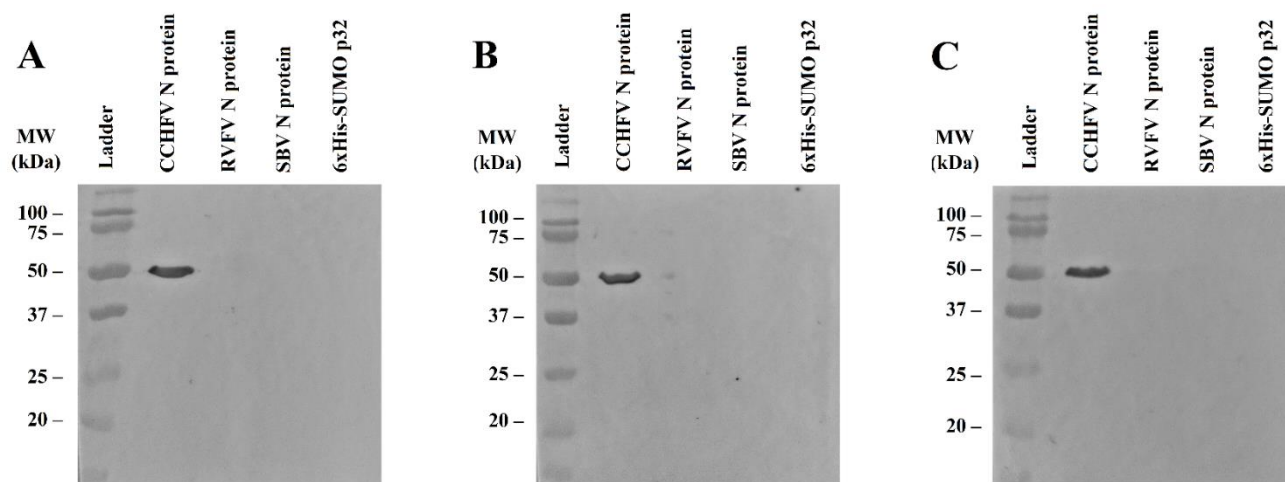 A
MW
(kDa)
Ladder
CCHFV N protein
RVFV N protein
SBV N protein
6xHis-SUMO p32
100 –
75 –
50 –
37 –
25 –
20 –
B
MW
(kDa)
Ladder
CCHFV N protein
RVFV N protein
SBV N protein
6xHis-SUMO p32
100 –
75 –
50 –
37 –
25 –
20 –
C
MW
(kDa)
Ladder
CCHFV N protein
RVFV N protein
SBV N protein
6xHis-SUMO p32
100 –
75 –
50 –
37 –
25 –
20 –